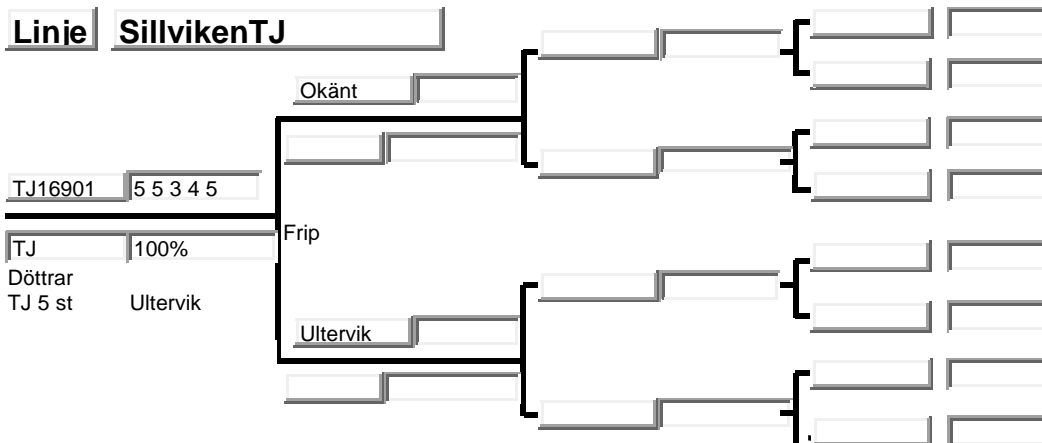 Linje SillvikenTJ
Okänt
TJ16901 5 5 3 4 5
Frip
TJ 100%
Döttrar
TJ 5 st Ultervik
Ultervik